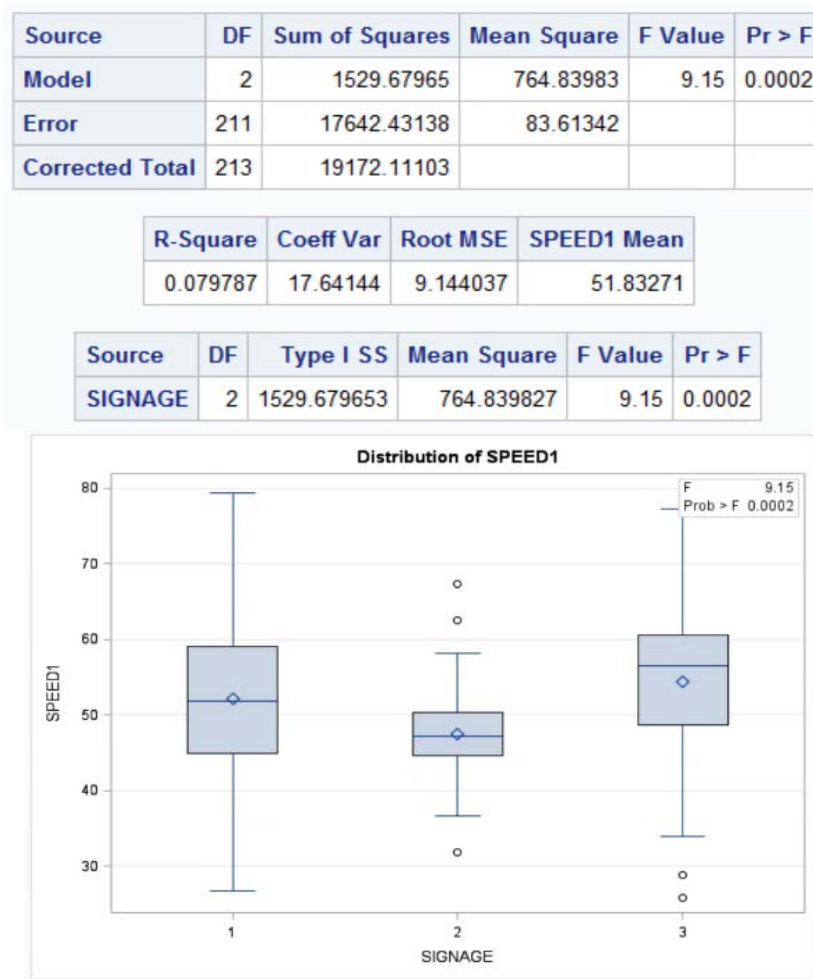 Source DF Sum of Squares Mean Square F Value Pr > F
Model 2 1529.67965 764.83983 9.15 0.0002
Error 211 17642.43138 83.61342
Corrected Total 213 19172.11103
R-Square Coeff Var Root MSE SPEED1 Mean
0.079787 17.64144 9.144037 51.83271
Source DF Type I SS Mean Square F Value Pr > F
SIGNAGE 2 1529.679653 764.839827 9.15 0.0002
Distribution of SPEED1
F 9.15
Prob > F 0.0002
80
70
60
50
40
30
SPEED1
1 2 3
SIGNAGE